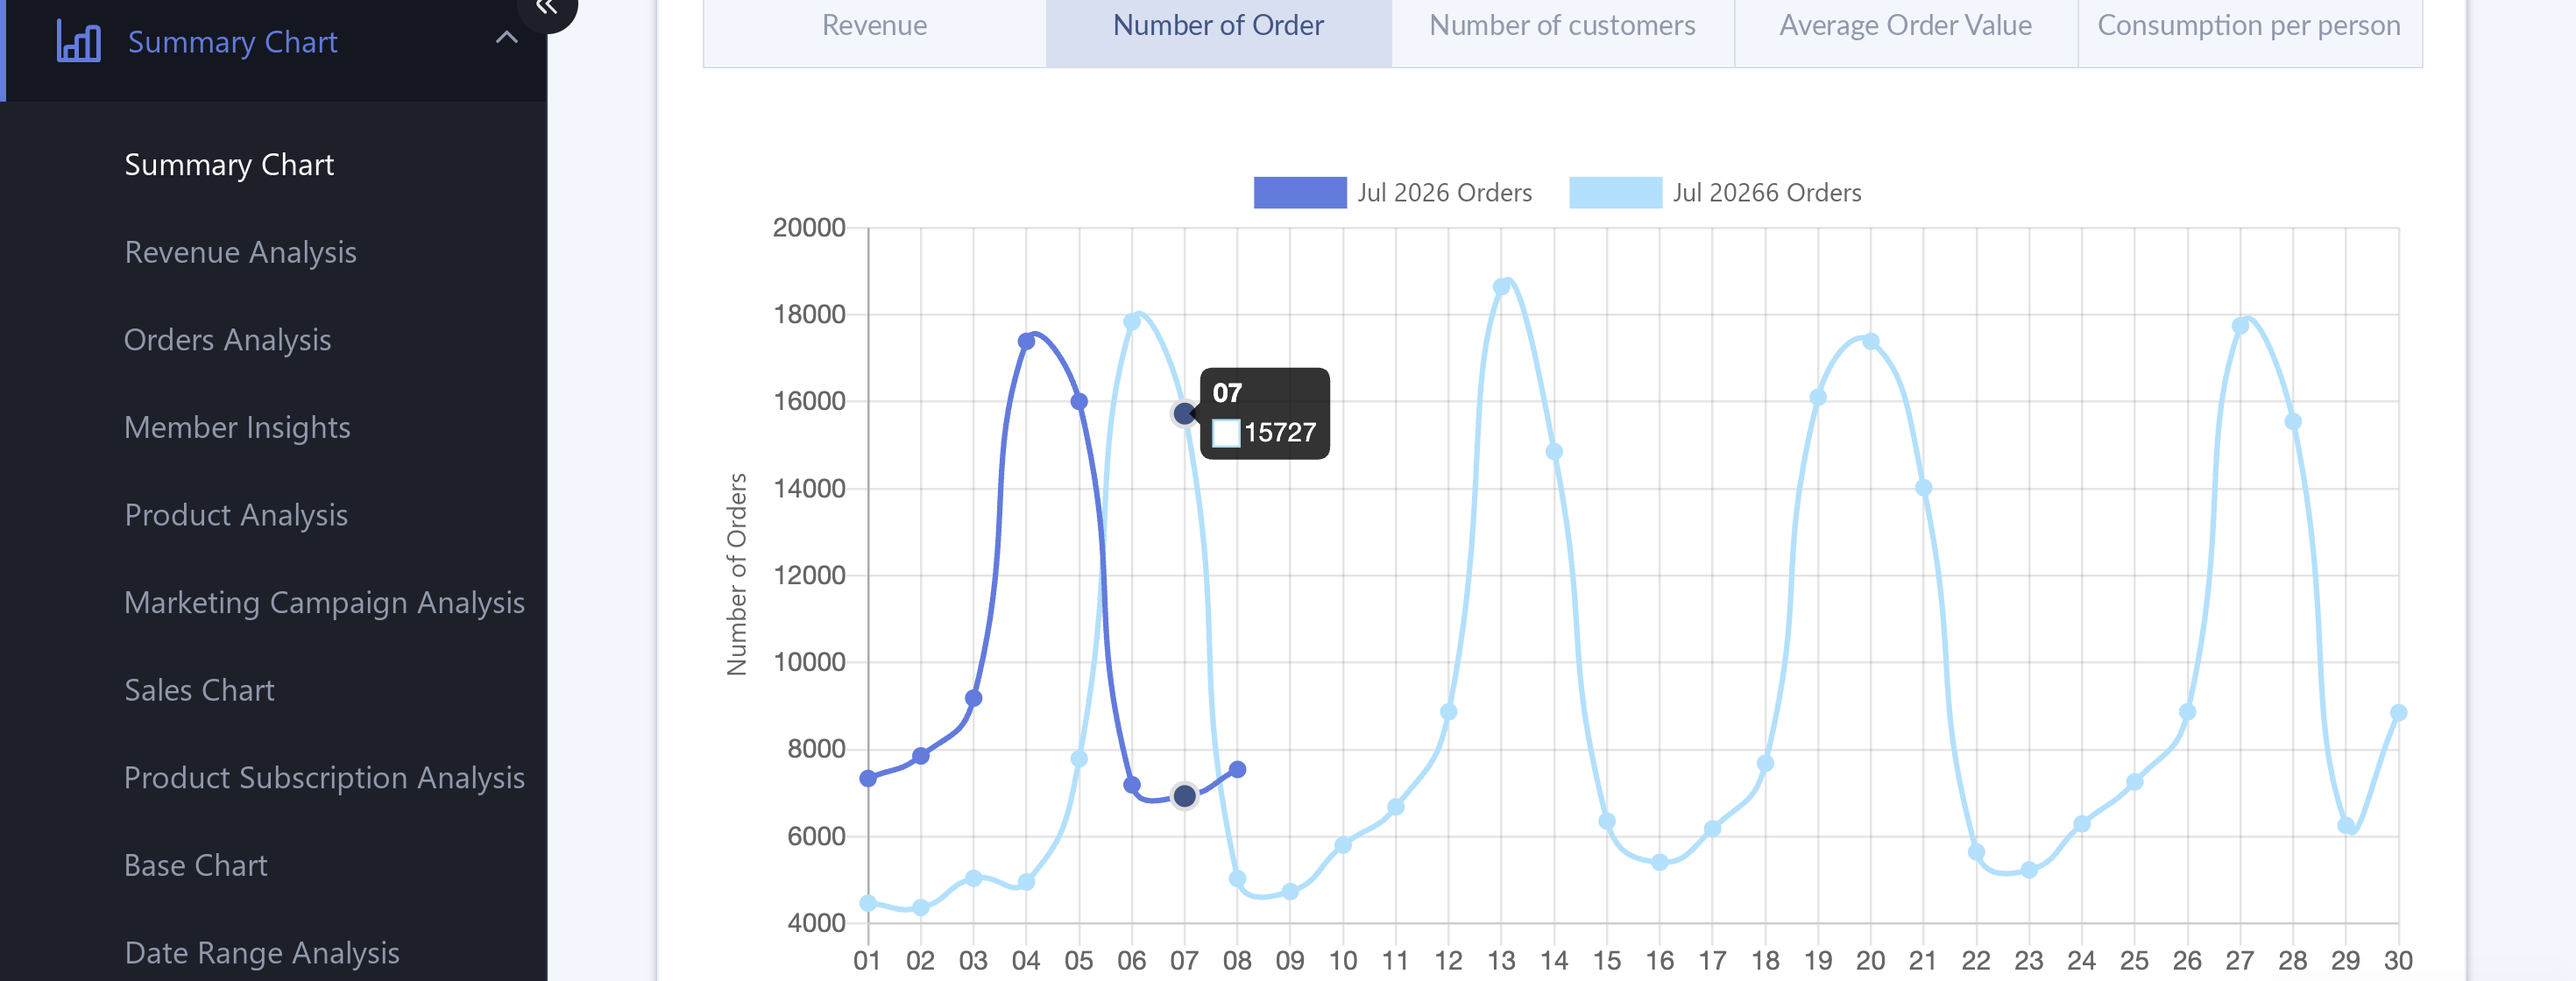 Summary Chart
Summary Chart
Revenue Analysis
Orders Analysis
Member Insights
Product Analysis
Marketing Campaign Analysis
Sales Chart
Product Subscription Analysis
Base Chart
Date Range Analysis
Revenue Number of Order Number of customers Average Order Value Consumption per person
Jul 2026 Orders Jul 20266 Orders
Number of Orders
20000
18000
16000
14000
12000
10000
8000
6000
4000
07
15727
01 02 03 04 05 06 07 08 09 10 11 12 13 14 15 16 17 18 19 20 21 22 23 24 25 26 27 28 29 30